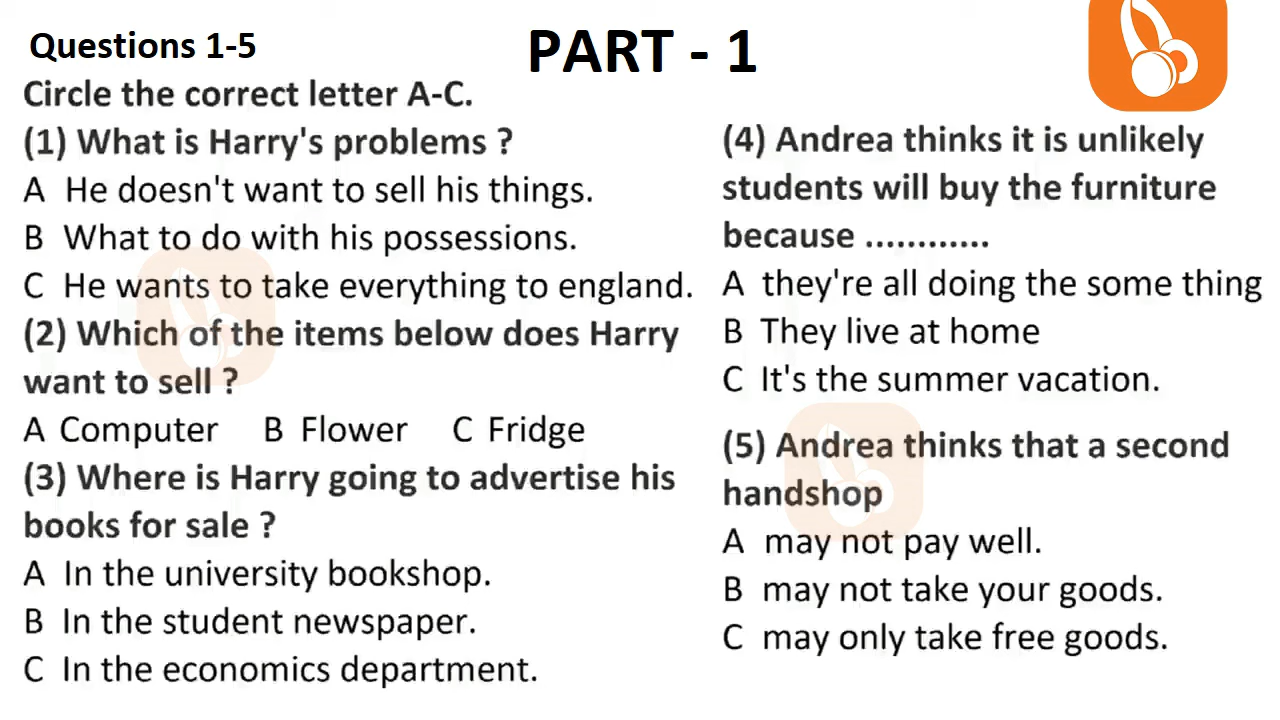 Questions 1-5
PART - 1
Circle the correct letter A-C.
(1) What is Harry's problems ?
A He doesn't want to sell his things.
B What to do with his possessions.
C He wants to take everything to england.
(2) Which of the items below does Harry
want to sell ?
A Computer B Flower C Fridge
(3) Where is Harry going to advertise his
books for sale ?
A In the university bookshop.
B In the student newspaper.
C In the economics department.
(4) Andrea thinks it is unlikely
students will buy the furniture
because ............
A they're all doing the some thing
B They live at home
C It's the summer vacation.
(5) Andrea thinks that a second
handshop
A may not pay well.
B may not take your goods.
C may only take free goods.